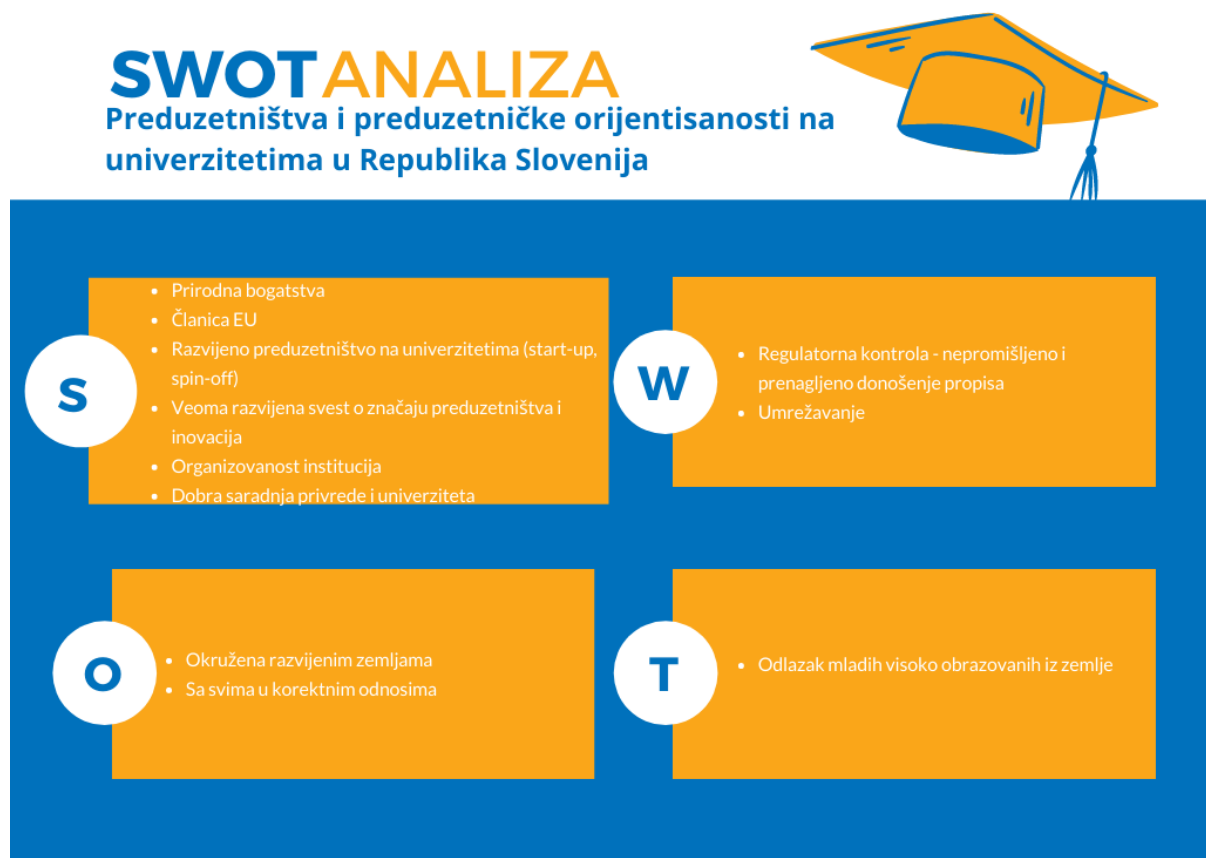 SWOT ANALIZA
Preduzetništva i preduzetničke orijentisanosti na
univerzitetima u Republika Slovenija
S
• Prirodna bogatstva
• Članica EU
• Razvijeno preduzetništvo na univerzitetima (start-up,
spin-off)
• Veoma razvijena svest o značaju preduzetništva i
inovacija
• Organizovanost institucija
• Dobra saradnja privrede i univerziteta
W
• Regulatorna kontrola - nepromišljeno i
prenagljeno donošenje propisa
• Umrežavanje
O
• Okružena razvijenim zemljama
• Sa svima u korektnim odnosima
T
• Odlazak mladih visoko obrazovanih iz zemlje